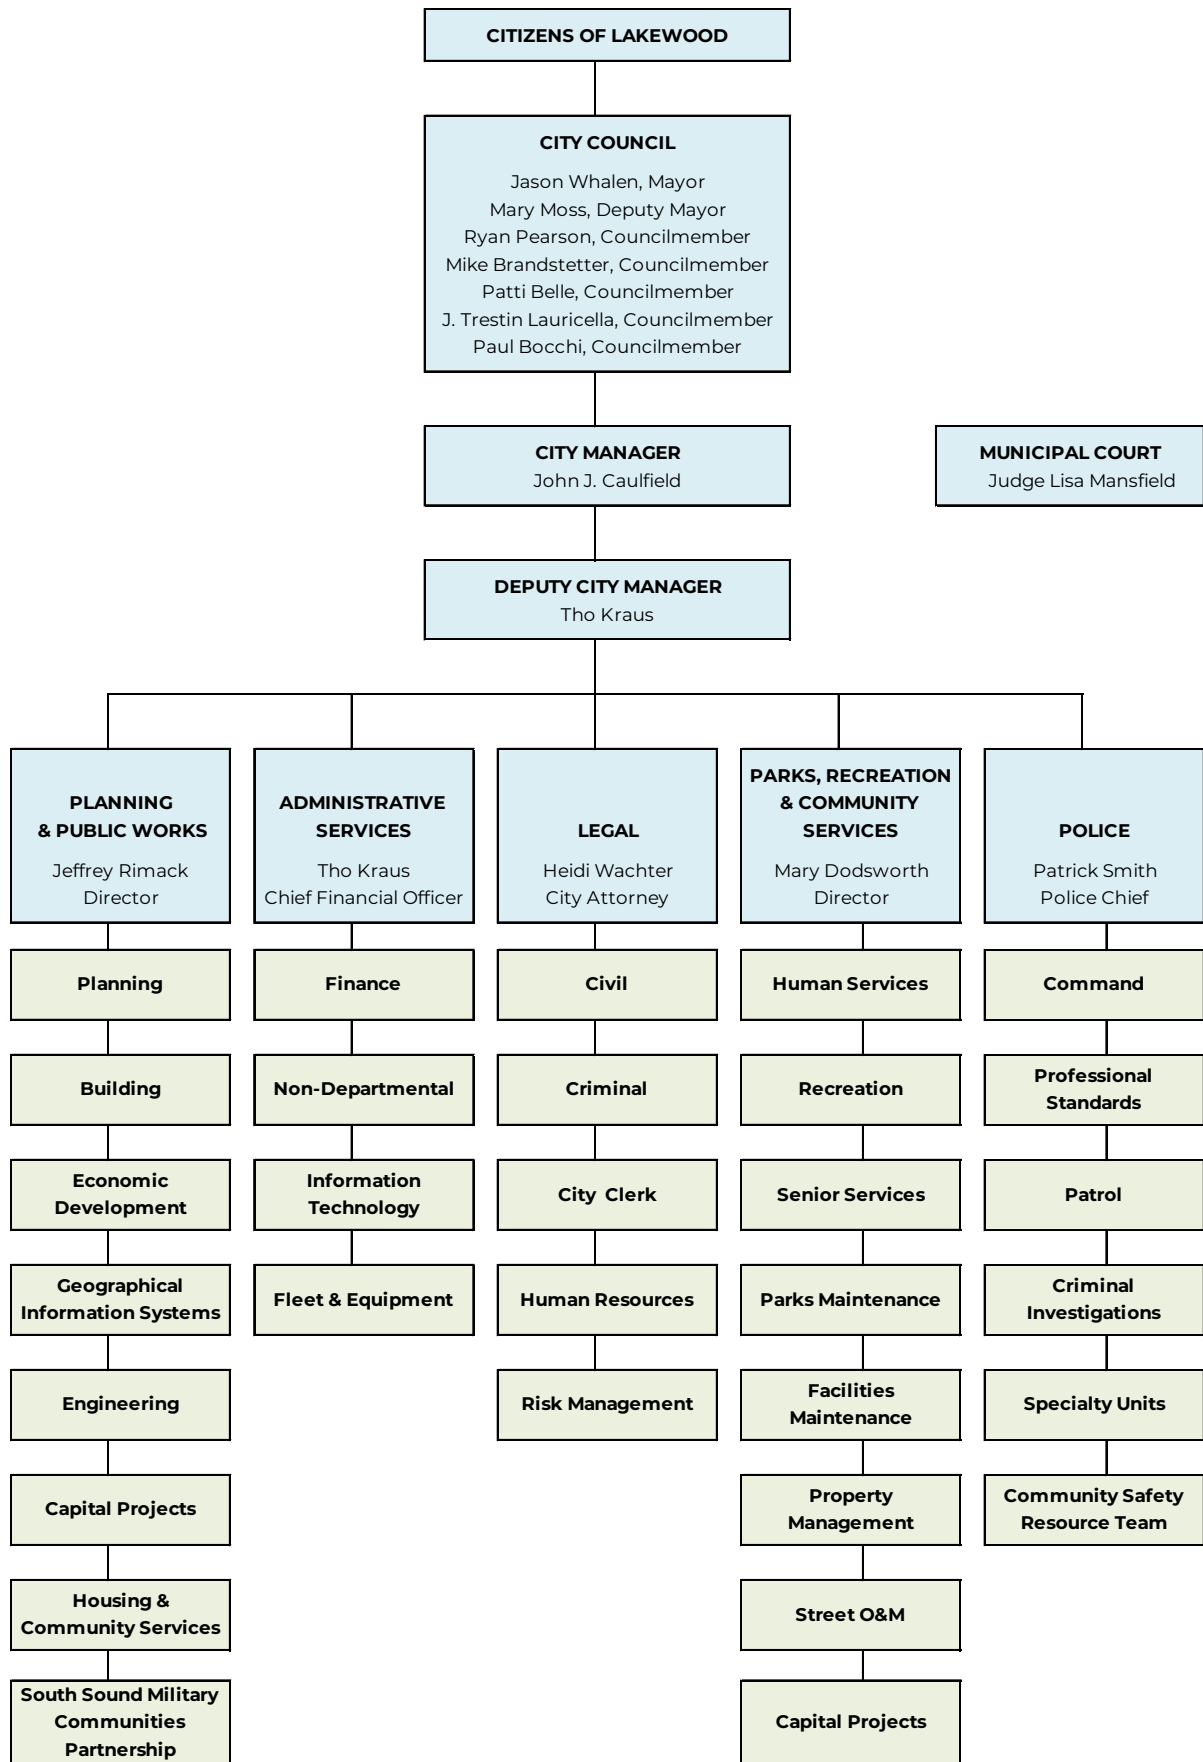 CITIZENS OF LAKEWOOD
CITY COUNCIL
Jason Whalen, Mayor
Mary Moss, Deputy Mayor
Ryan Pearson, Councilmember
Mike Brandstetter, Councilmember
Patti Belle, Councilmember
J. Trestin Lauricella, Councilmember
Paul Bocchi, Councilmember
CITY MANAGER
John J. Caulfield
MUNICIPAL COURT
Judge Lisa Mansfield
DEPUTY CITY MANAGER
Tho Kraus
PLANNING
& PUBLIC WORKS
Jeffrey Rimack
Director
Planning
Building
Economic
Development
Geographical
Information Systems
Engineering
Capital Projects
Housing &
Community Services
South Sound Military
Communities
Partnership
ADMINISTRATIVE
SERVICES
Tho Kraus
Chief Financial Officer
Finance
Non-Departmental
Information
Technology
Fleet & Equipment
LEGAL
Heidi Wachter
City Attorney
Civil
Criminal
City Clerk
Human Resources
Risk Management
PARKS, RECREATION
& COMMUNITY
SERVICES
Mary Dodsworth
Director
Human Services
Recreation
Senior Services
Parks Maintenance
Facilities
Maintenance
Property
Management
Street O&M
Capital Projects
POLICE
Patrick Smith
Police Chief
Command
Professional
Standards
Patrol
Criminal
Investigations
Specialty Units
Community Safety
Resource Team